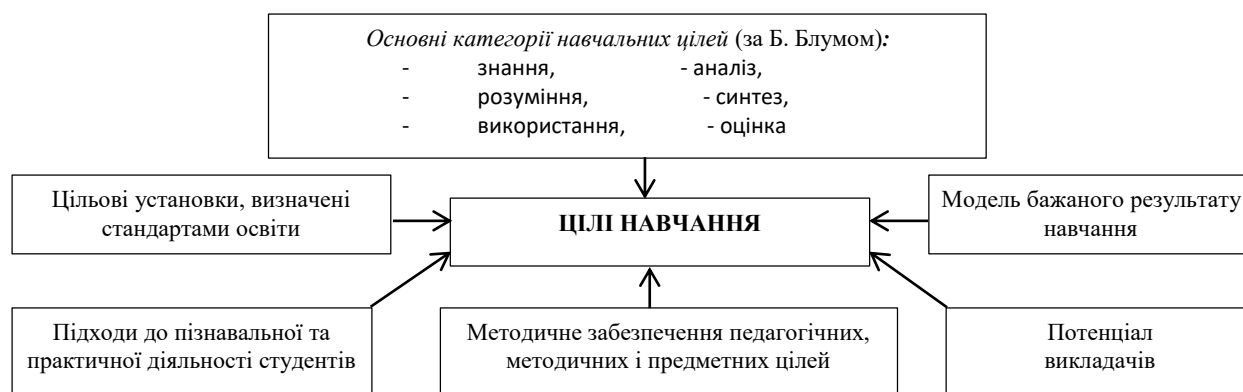 Основні категорії навчальних цілей (за Б. Блумом):
- знання, - аналіз,
- розуміння, - синтез,
- використання, - оцінка
Цільові установки, визначені
стандартами освіти
ЦІЛІ НАВЧАННЯ
Модель бажаного результату
навчання
Підходи до пізнавальної та
практичної діяльності студентів
Методичне забезпечення педагогічних,
методичних і предметних цілей
Потенціал
викладачів